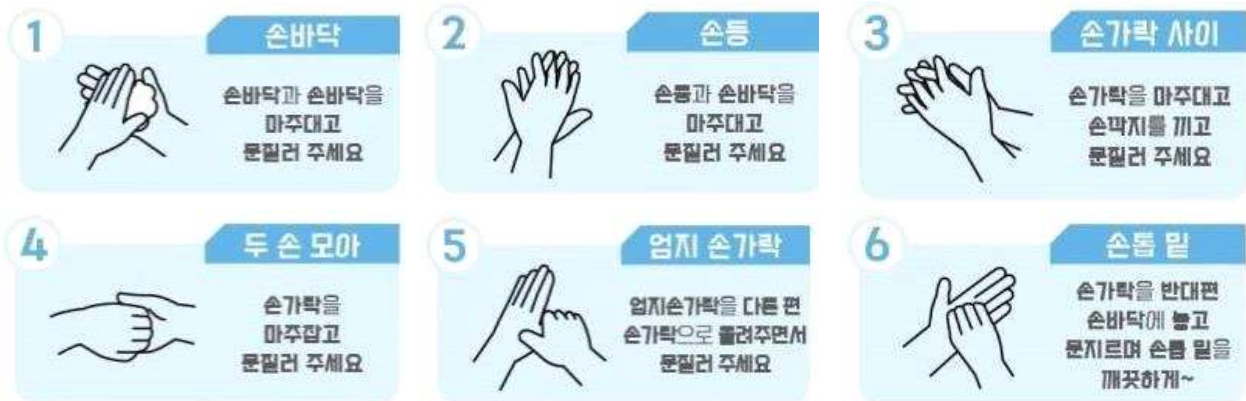 1
손바닥
손바닥과 손바닥을
마주대고
문질러 주세요
2
손등
손등과 손바닥을
마주대고
문질러 주세요
3
손가락 사이
손가락을 마주대고
손깍지를 끼고
문질러 주세요
4
두 손 모아
손가락을
마주잡고
문질러 주세요
5
엄지 손가락
엄지손가락을 다른 편
손가락으로 돌려주면서
문질러 주세요
6
손톱 밑
손가락을 반대편
손바닥에 놓고
문지르며 손톱 밑을
깨끗하게~